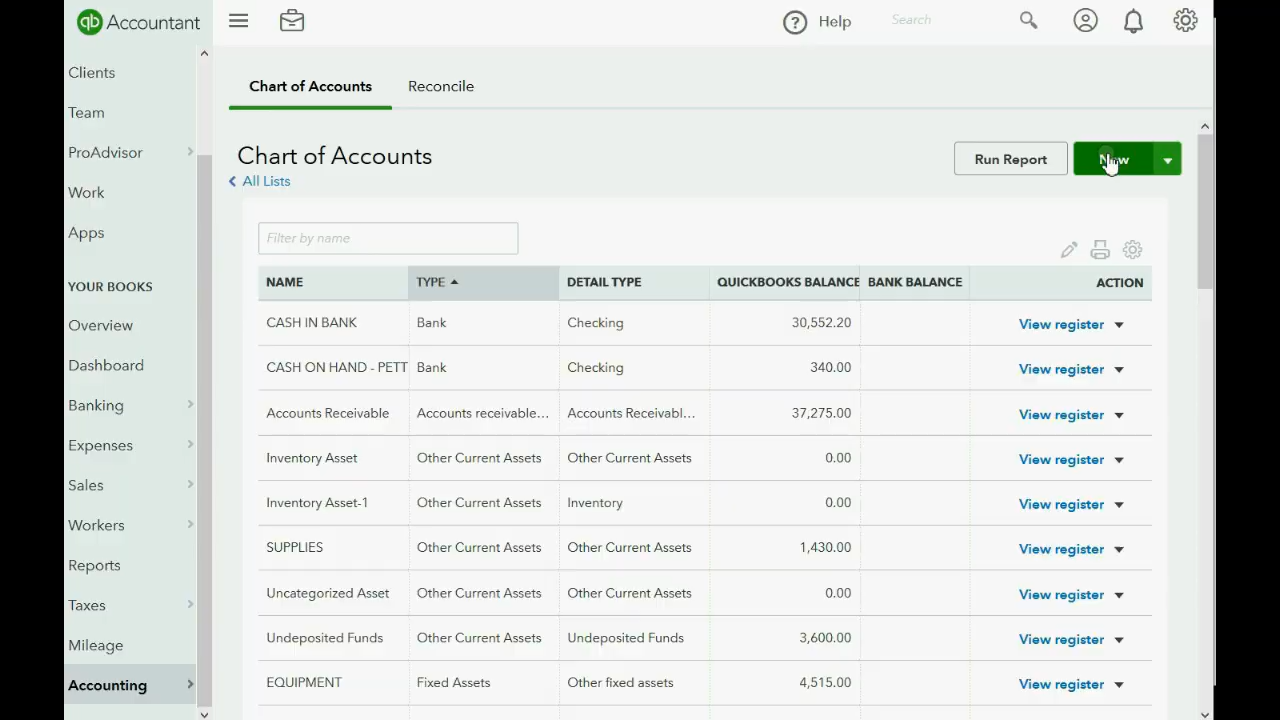 qb Accountant
Help
Search
Clients
Team
ProAdvisor
Work
Apps
YOUR BOOKS
Overview
Dashboard
Banking
Expenses
Sales
Workers
Reports
Taxes
Mileage
Accounting
Chart of Accounts Reconcile
Chart of Accounts
All Lists
Run Report
New
Filter by name
NAME TYPE DETAIL TYPE QUICKBOOKS BALANCE BANK BALANCE ACTION
CASH IN BANK Bank Checking 30,552.20 View register
CASH ON HAND - PETT Bank Checking 340.00 View register
Accounts Receivable Accounts receivable... Accounts Receivabl... 37,275.00 View register
Inventory Asset Other Current Assets Other Current Assets 0.00 View register
Inventory Asset-1 Other Current Assets Inventory 0.00 View register
SUPPLIES Other Current Assets Other Current Assets 1,430.00 View register
Uncategorized Asset Other Current Assets Other Current Assets 0.00 View register
Undeposited Funds Other Current Assets Undeposited Funds 3,600.00 View register
EQUIPMENT Fixed Assets Other fixed assets 4,515.00 View register